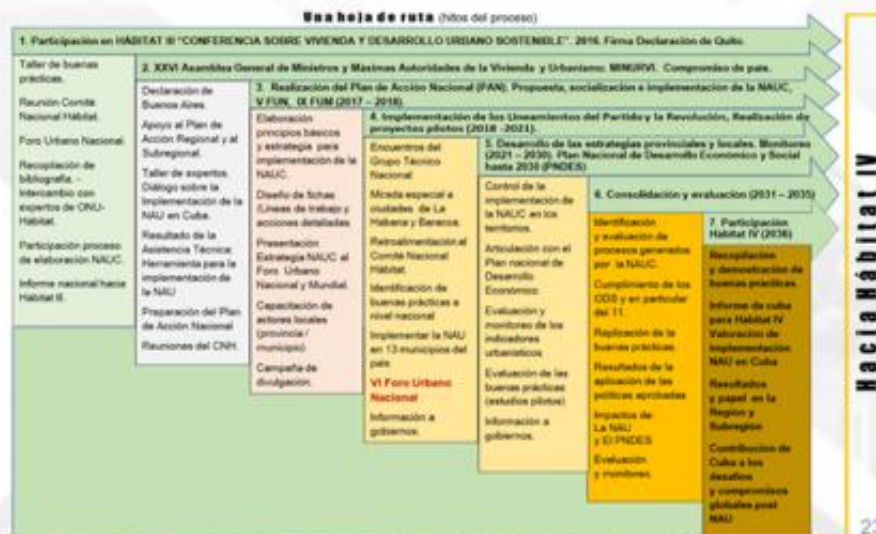 Una hoja de ruta (hitos del proceso)
1. Participación en HÁBITAT III "CONFERENCIA SOBRE VIVIENDA Y DESARROLLO URBANO SOSTENIBLE". 2016. Firma Declaración de Quito.
Taller de buenas
prácticas.
Reunión Comité
Nacional Hábitat.
Foro Urbano Nacional.
Recopilación de
bibliografía. -
Intercambio con
expertos de ONU-
Hábitat.
Participación proceso
de elaboración NAUC.
Informe nacional hacia
Hábitat III.
2. XXVI Asamblea General de Ministros y Máximas Autoridades de la Vivienda y Urbanismo: MINURVI. Compromiso de país.
Declaración de
Buenos Aires.
Apoyo al Plan de
Acción Regional y al
Subregional.
Taller de expertos
Diálogo sobre la
Implementación de la
NAU en Cuba.
Resultado de la
Asistencia Técnica:
Herramienta para la
implementación de
la NAU
Preparación del Plan
de Acción Nacional
Reuniones del CNH.
3. Realización del Plan de Acción Nacional (PAN). Propuesta, socialización e implementación de la NAUC,
V FUN, IX FUM (2017 – 2018).
Elaboración
principios básicos
y estrategia para
implementación de la
NAUC.
Diseño de fichas
(Líneas de trabajo y
acciones detalladas
Presentación
Estrategia NAUC al
Foro Urbano
Nacional y Mundial.
Capacitación de
actores locales
(provincia /
municipio).
Campaña de
divulgación.
4. Implementación de los Lineamientos del Partido y la Revolución, Realización de
proyectos pilotos (2018 -2021).
Encuentros del
Grupo Técnico
Nacional
Mirada especial a
ciudades de La
Habana y Baracoa.
Retroalimentación al
Comité Nacional
Hábitat.
Identificación de
buenas prácticas a
nivel nacional
Implementar la NAU
en 13 municipios del
país
VI Foro Urbano
Nacional
Información a
gobiernos.
5. Desarrollo de las estrategias provinciales y locales. Monitoreo
(2021 – 2030). Plan Nacional de Desarrollo Económico y Social
hasta 2030 (PNDES)
Control de la
implementación de
la NAUC en los
territorios.
Articulación con el
Plan nacional de
Desarrollo
Económico.
Evaluación y
monitoreo de los
indicadores
urbanísticos
Evaluación de las
buenas prácticas
(estudios pilotos)
Información a
gobiernos.
6. Consolidación y evaluación (2031 – 2035)
Identificación
y evaluación de
procesos generados
por la NAUC.
Cumplimiento de los
ODS y en particular
del 11.
Replicación de la
buenas prácticas.
Resultados de la
aplicación de las
políticas aprobadas
Impactos de:
La NAU
y El PNDES
Evaluación
y monitoreo.
7. Participación
Hábitat IV (2036)
Recopilación
y demostración de
buenas prácticas.
Informe de cuba
para Hábitat IV
Valoración de
Implementación
NAU en Cuba
Resultados
y papel en la
Región y
Subregión
Contribución de
Cuba a los
desafíos
y compromisos
globales post
NAU
Hacia Hábitat IV
23